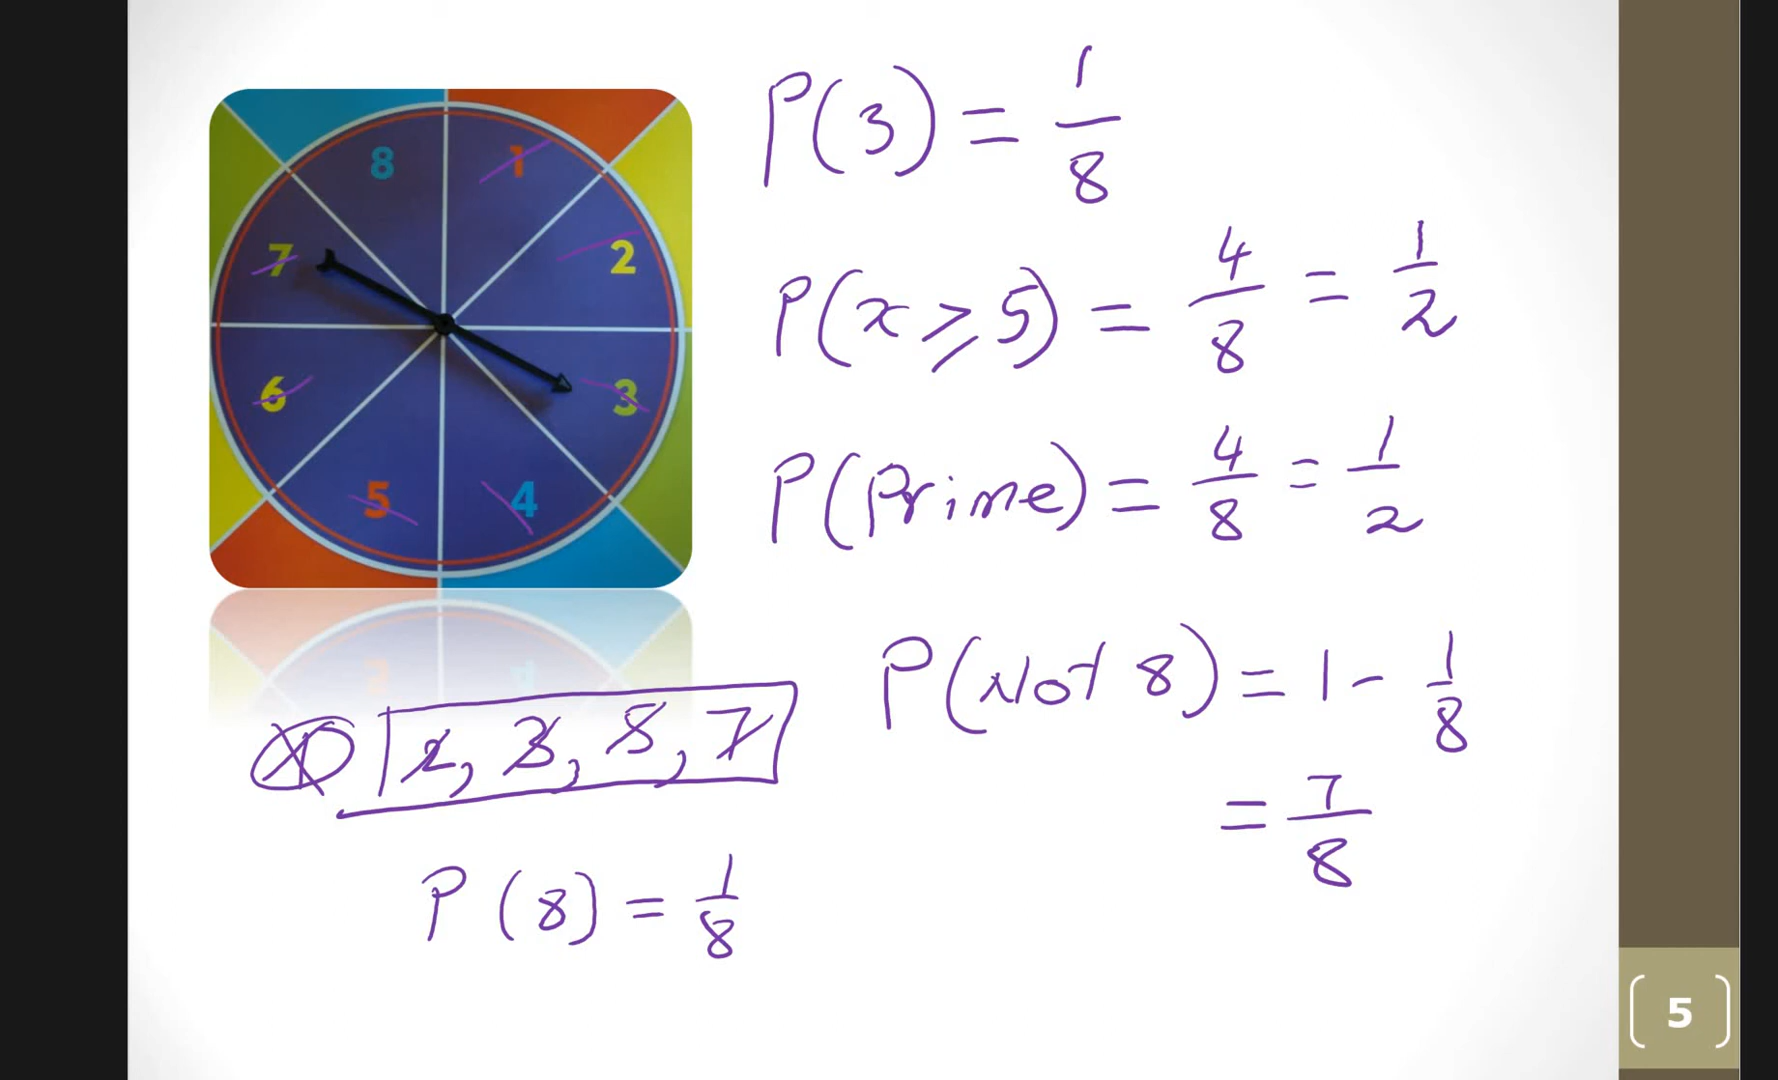 P(3) = 1/8
8 1
7 2
P(x ⩾ 5) = 4/8 = 1/2
6 3
5 4
P(Prime) = 4/8 = 1/2
P(Not 8) = 1 - 1/8
= 7/8
1 2, 3, 5, 7
P(8) = 1/8
5